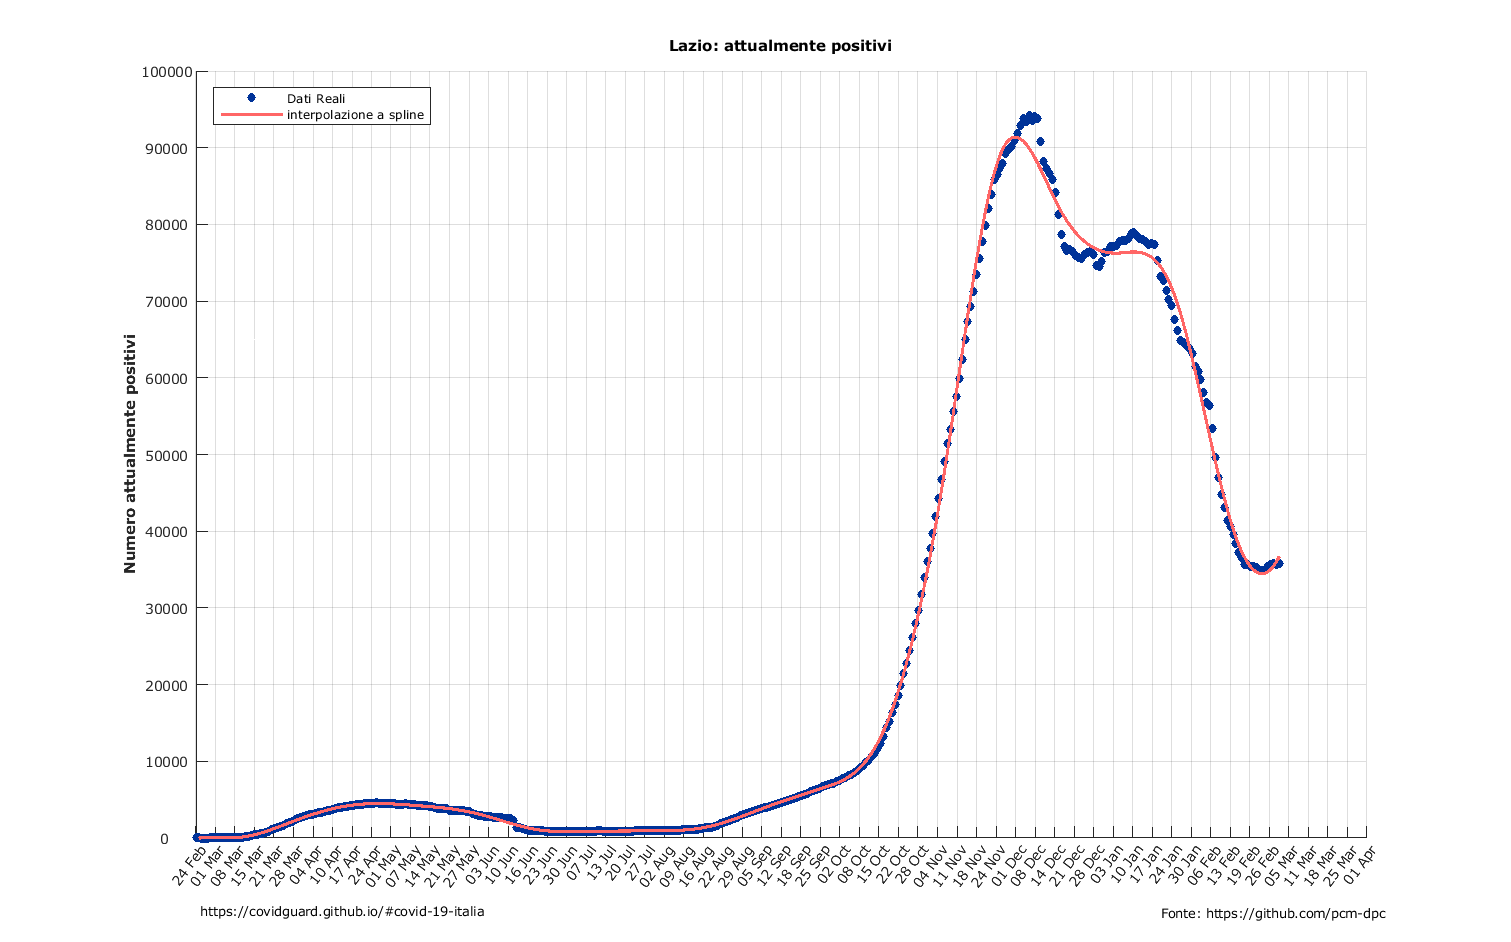 Lazio: attualmente positivi
Dati Reali
interpolazione a spline
Numero attualmente positivi
100000
90000
80000
70000
60000
50000
40000
30000
20000
10000
0
24 Feb
01 Mar
08 Mar
15 Mar
21 Mar
28 Mar
04 Apr
10 Apr
17 Apr
24 Apr
01 May
07 May
14 May
21 May
27 May
03 Jun
10 Jun
16 Jun
23 Jun
30 Jun
07 Jul
13 Jul
20 Jul
27 Jul
02 Aug
09 Aug
16 Aug
22 Aug
29 Aug
05 Sep
12 Sep
18 Sep
25 Sep
02 Oct
08 Oct
15 Oct
22 Oct
28 Oct
04 Nov
11 Nov
18 Nov
24 Nov
01 Dec
08 Dec
14 Dec
21 Dec
28 Dec
03 Jan
10 Jan
17 Jan
24 Jan
30 Jan
06 Feb
13 Feb
19 Feb
26 Feb
05 Mar
11 Mar
18 Mar
25 Mar
01 Apr
https://covidguard.github.io/#covid-19-italia
Fonte: https://github.com/pcm-dpc